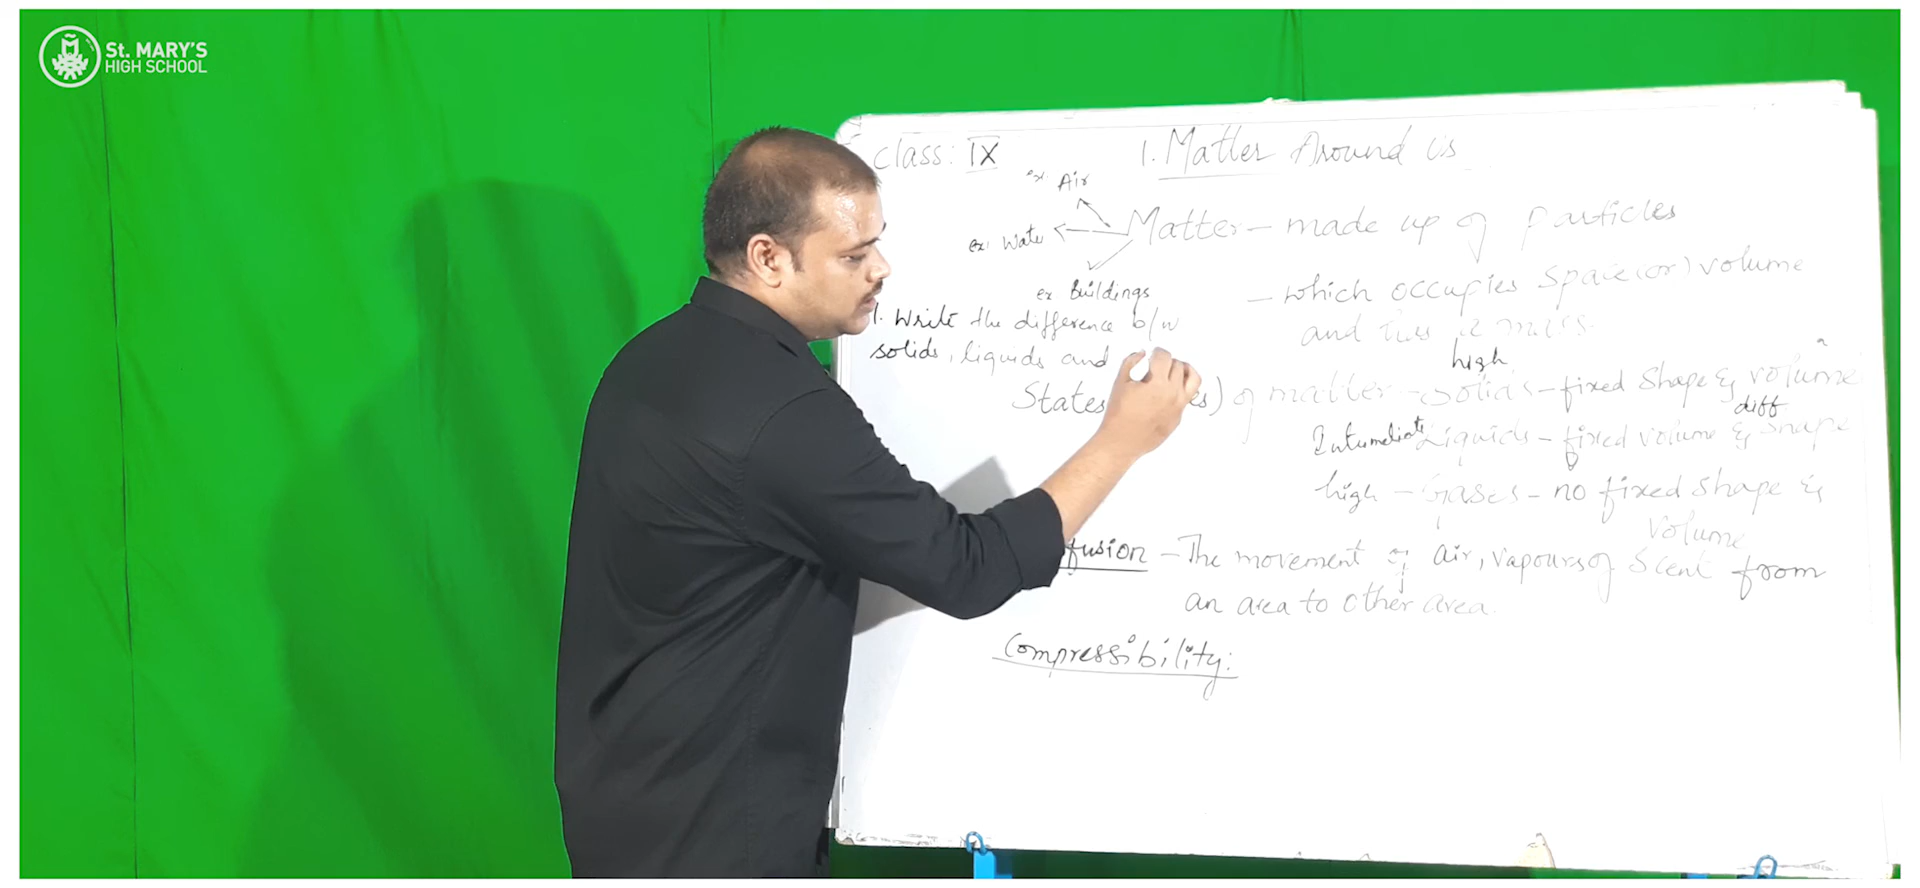 St. MARY'S
HIGH SCHOOL
class: IX
1. Matter Around us
ex. Air
ex: Water
ex Buildings
Matter - made up of particles
- which occupies space (or) volume
and mass.
1. Write the difference b/w
solids, liquids and
high
States of matter - Solids - fixed shape & volume
diff
Liquids - fixed volume & shape
high - Gases - no fixed shape &
volume
fusion - The movement of air, vapours of scent from
an area to other area.
Compressibility: